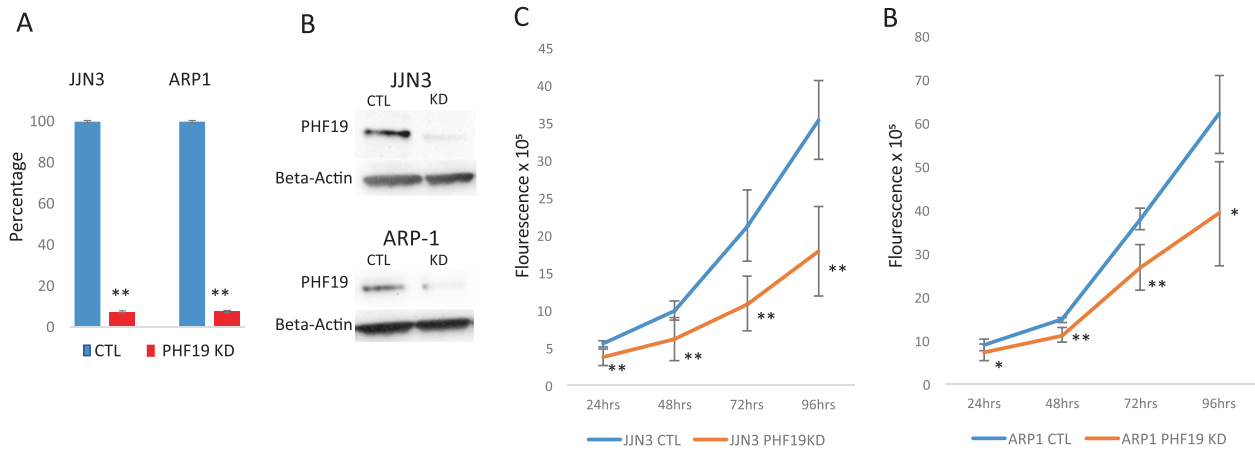 A
JJN3 ARP1
Percentage
100
80
60
40
20
0
**
**
CTL PHF19 KD
B
JJN3
CTL KD
PHF19
Beta-Actin
ARP-1
CTL KD
PHF19
Beta-Actin
C
Flourescence x 10⁵
45
40
35
30
25
20
15
10
5
0
**
**
**
**
24hrs 48hrs 72hrs 96hrs
JJN3 CTL JJN3 PHF19KD
B
Flourescence x 10⁵
80
70
60
50
40
30
20
10
0
*
**
**
*
24hrs 48hrs 72hrs 96hrs
ARP1 CTL ARP1 PHF19 KD